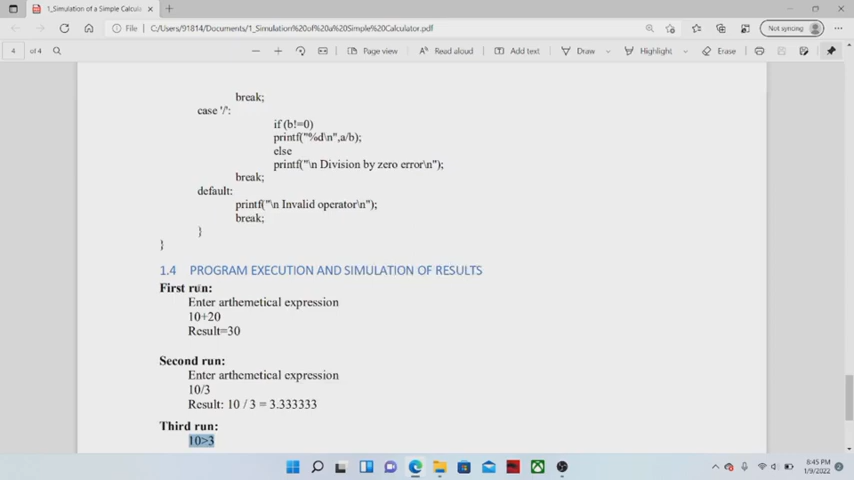 1_Simulation of a Simple Calcula
File
C:/Users/91814/Documents/1_Simulation%20of%20a%20Simple%20Calculator.pdf
Not syncing
4
of 4
Page view
Read aloud
Add text
Draw
Highlight
Erase
break;
case '/':
if (b!=0)
printf("%d\n",a/b);
else
printf("\n Division by zero error\n");
break;
default:
printf("\n Invalid operator\n");
break;
}
}
1.4 PROGRAM EXECUTION AND SIMULATION OF RESULTS
First run:
Enter arthemetical expression
10+20
Result=30
Second run:
Enter arthemetical expression
10/3
Result: 10 / 3 = 3.333333
Third run:
10>3
8:45 PM
1/9/2022